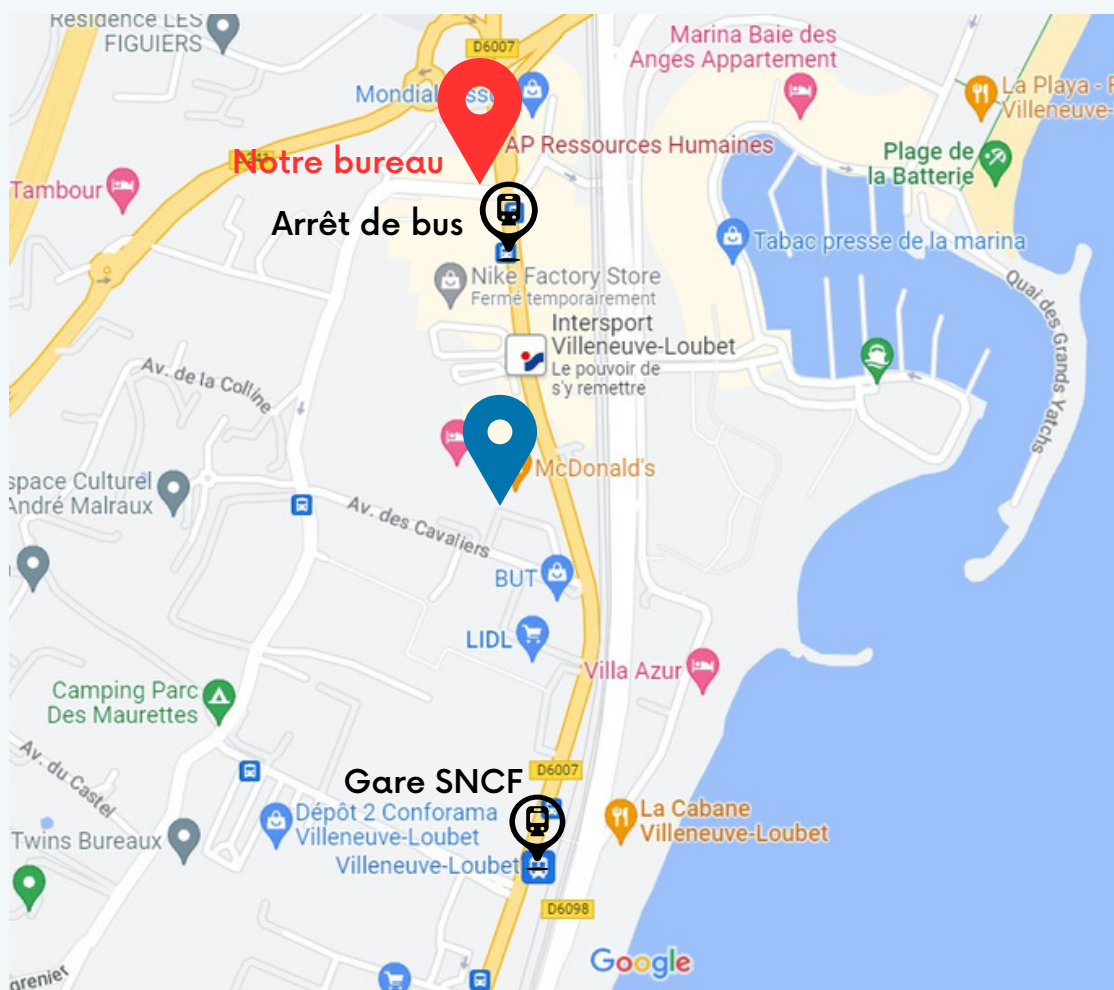 Résidence LES
FIGUIERS
D6007
Marina Baie des
Anges Appartement
Mondial
La Playa -
Villeneuve-
AP Ressources Humaines
Notre bureau
Plage de
la Batterie
Tambour
Arrêt de bus
Tabac presse de la marina
Nike Factory Store
Fermé temporairement
Quai des Grands Yatchs
Intersport
Villeneuve-Loubet
Le pouvoir de
s'y remettre
Av. de la Colline
McDonald's
space Culturel
André Malraux
Av. des Cavaliers
BUT
LIDL
Villa Azur
Camping Parc
Des Maurettes
Av. du Castel
Gare SNCF
D6007
Dépôt 2 Conforama
Villeneuve-Loubet
La Cabane
Villeneuve-Loubet
Twins Bureaux
Villeneuve-Loubet
D6098
Google
grenier